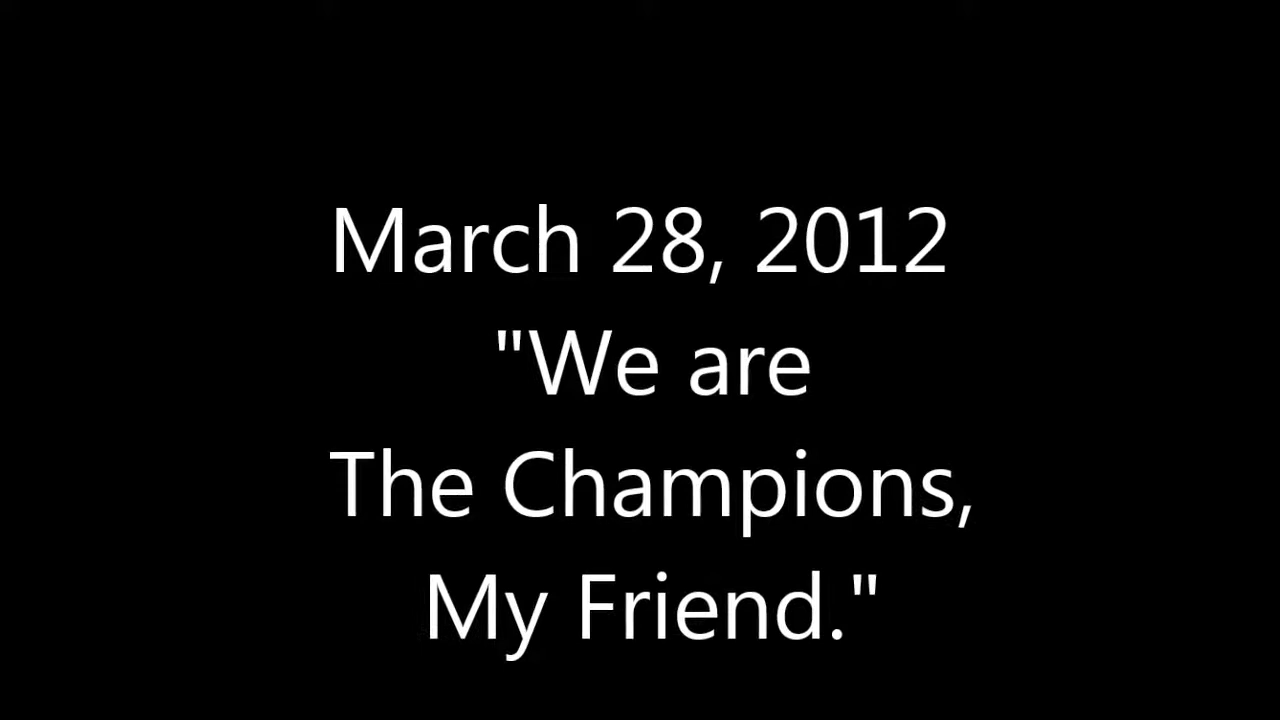 March 28, 2012
"We are
The Champions,
My Friend."